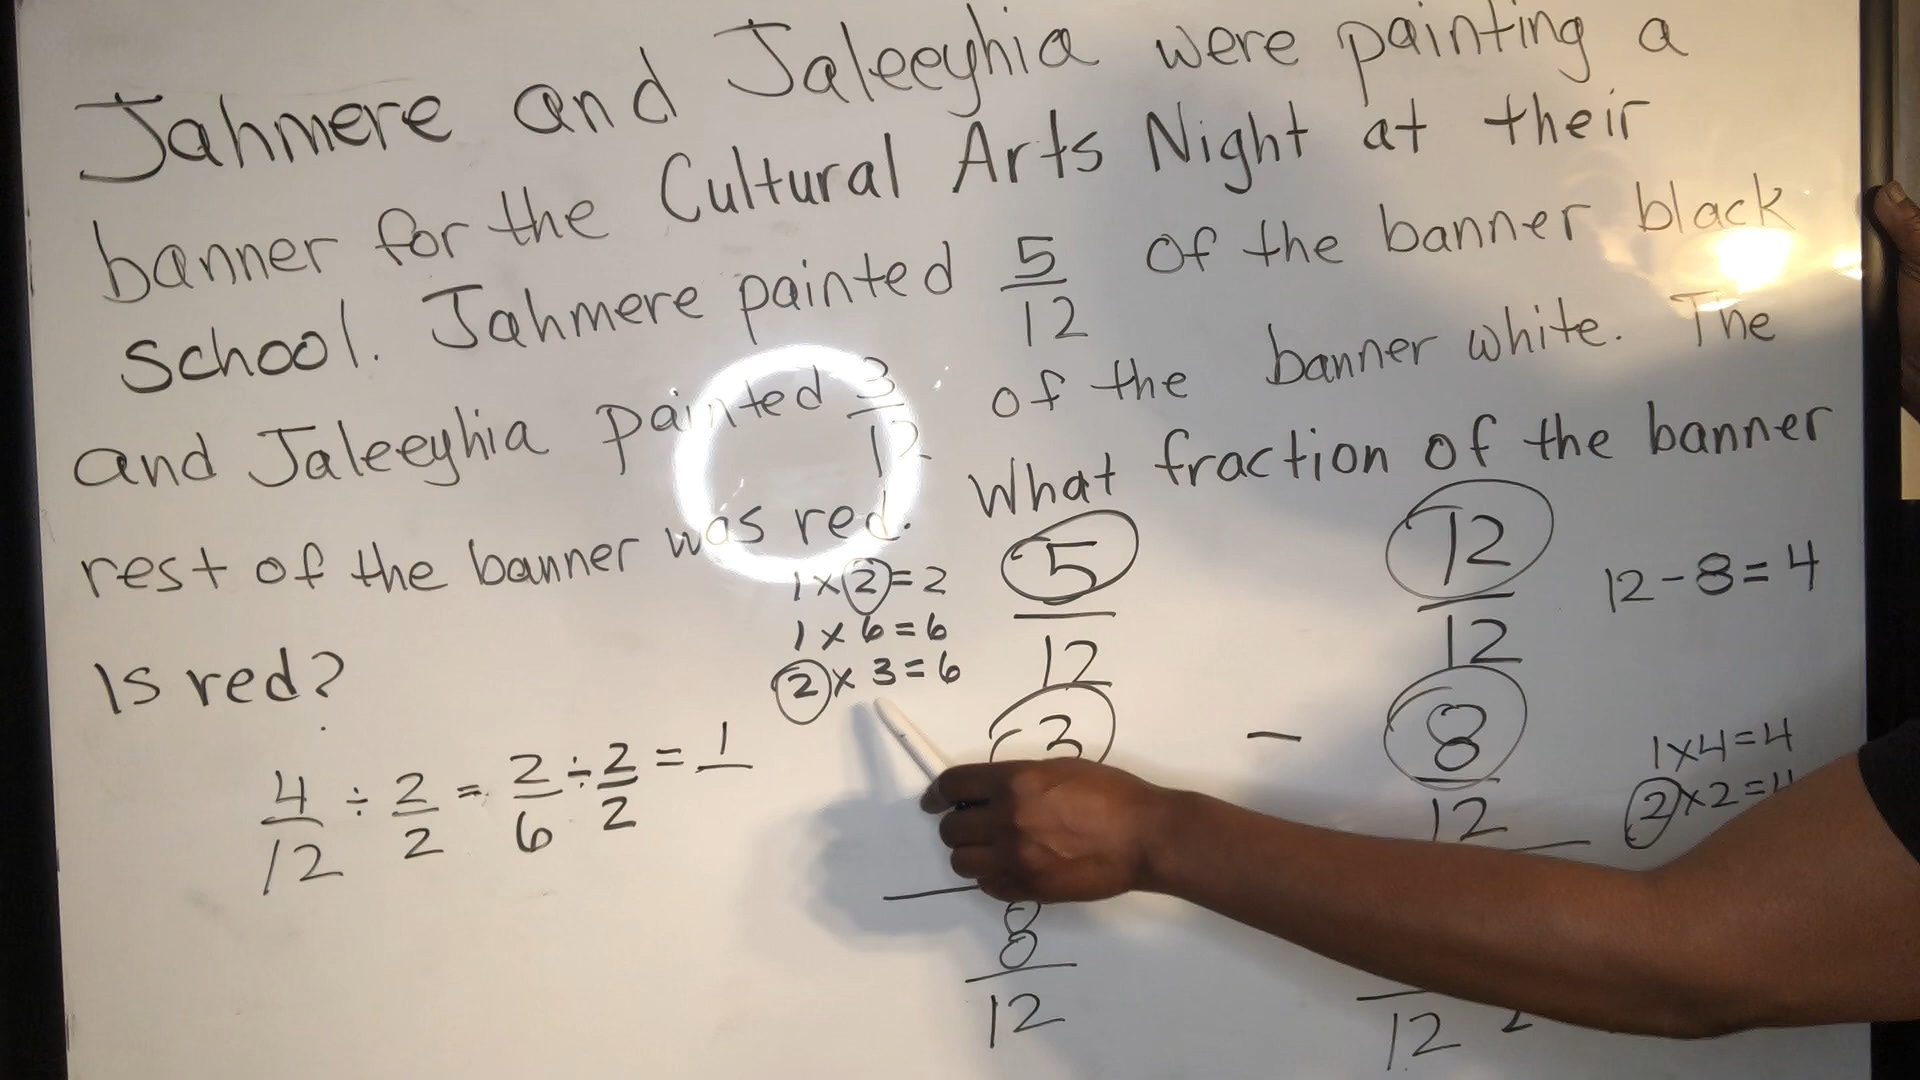 Jahmere and Jaleeyhia were painting a
banner for the Cultural Arts Night at their
School. Jahmere painted 5/12 of the banner black
and Jaleeyhia painted 3/12 of the banner white. The
rest of the banner was red. What fraction of the banner
is red?
1 x 2 = 2
1 x 6 = 6
2 x 3 = 6
4/12 ÷ 2/2 = 2/6 ÷ 2/2 = 1
5
12
3
8
12
12
12
- 8
12
12
12 - 8 = 4
1 x 4 = 4
2 x 2 = 4